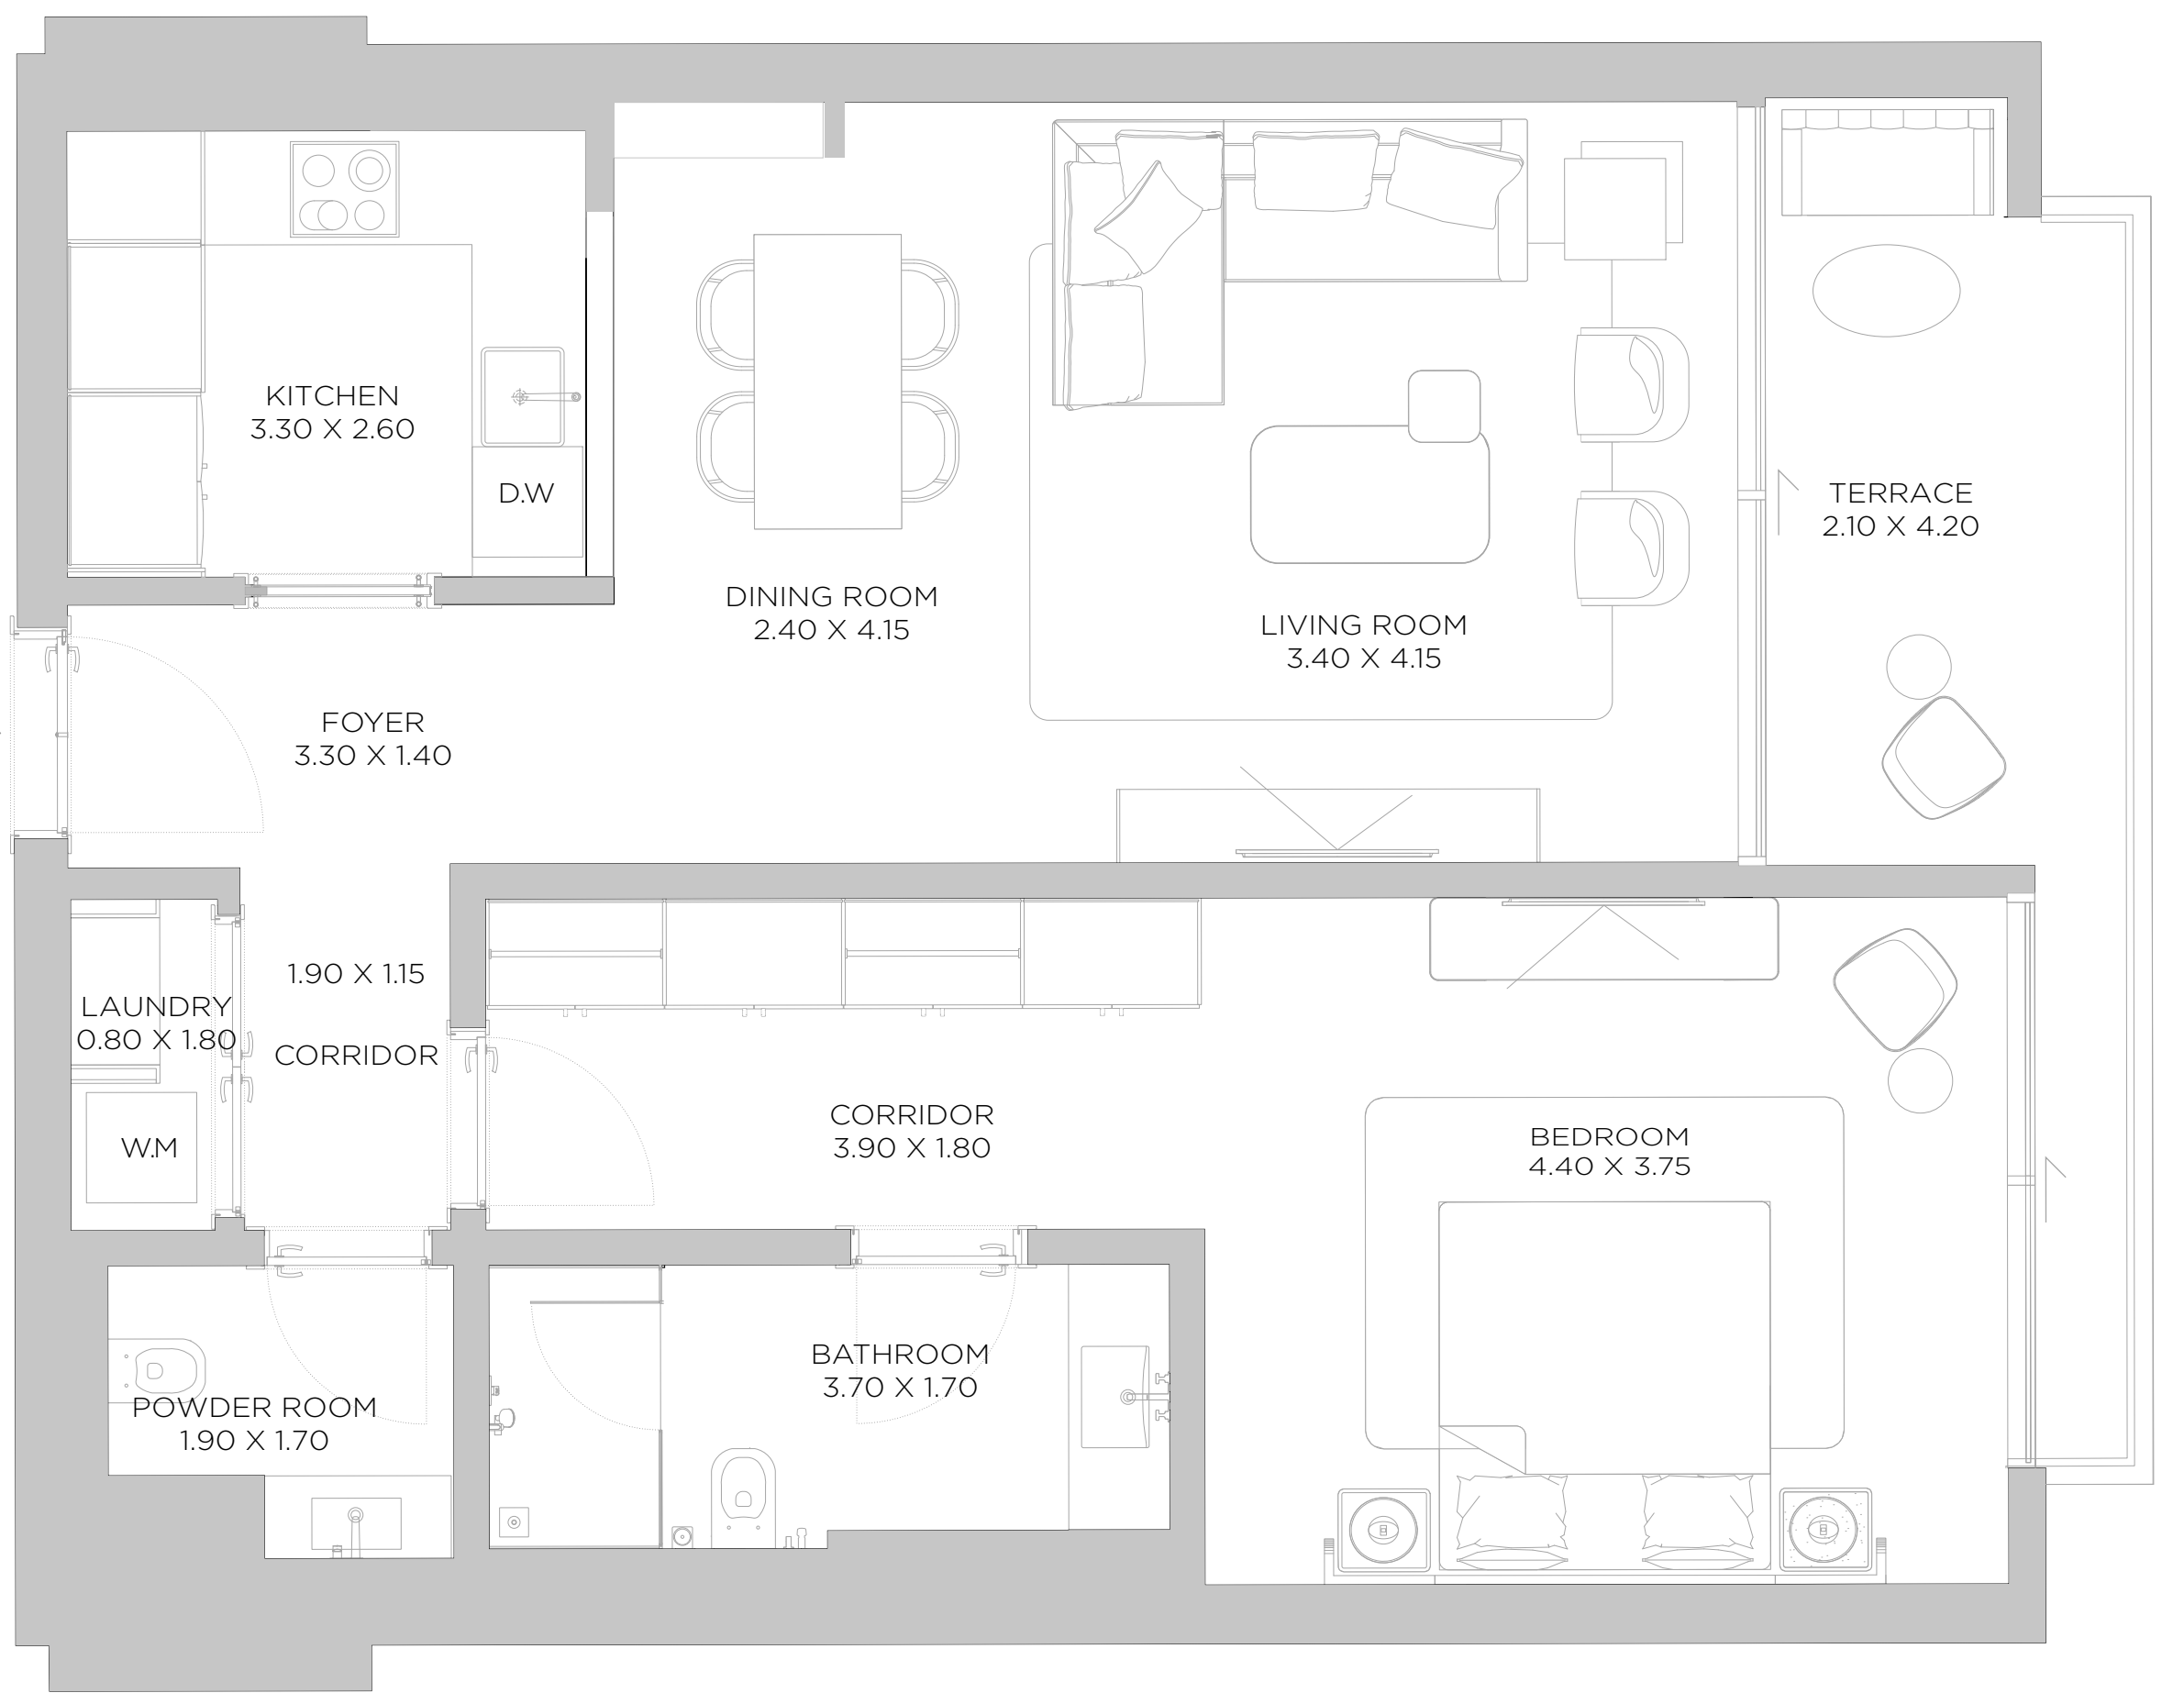 KITCHEN
3.30 X 2.60
D.W
TERRACE
2.10 X 4.20
DINING ROOM
2.40 X 4.15
LIVING ROOM
3.40 X 4.15
FOYER
3.30 X 1.40
1.90 X 1.15
CORRIDOR
LAUNDRY
0.80 X 1.80
W.M
CORRIDOR
3.90 X 1.80
BEDROOM
4.40 X 3.75
BATHROOM
3.70 X 1.70
POWDER ROOM
1.90 X 1.70